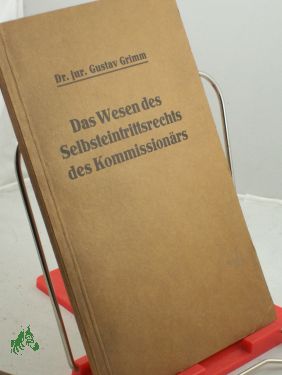 Dr. jur. Gustav Grimm
Das Wesen des
Selbsteintrittsrechts
des Kommissionärs